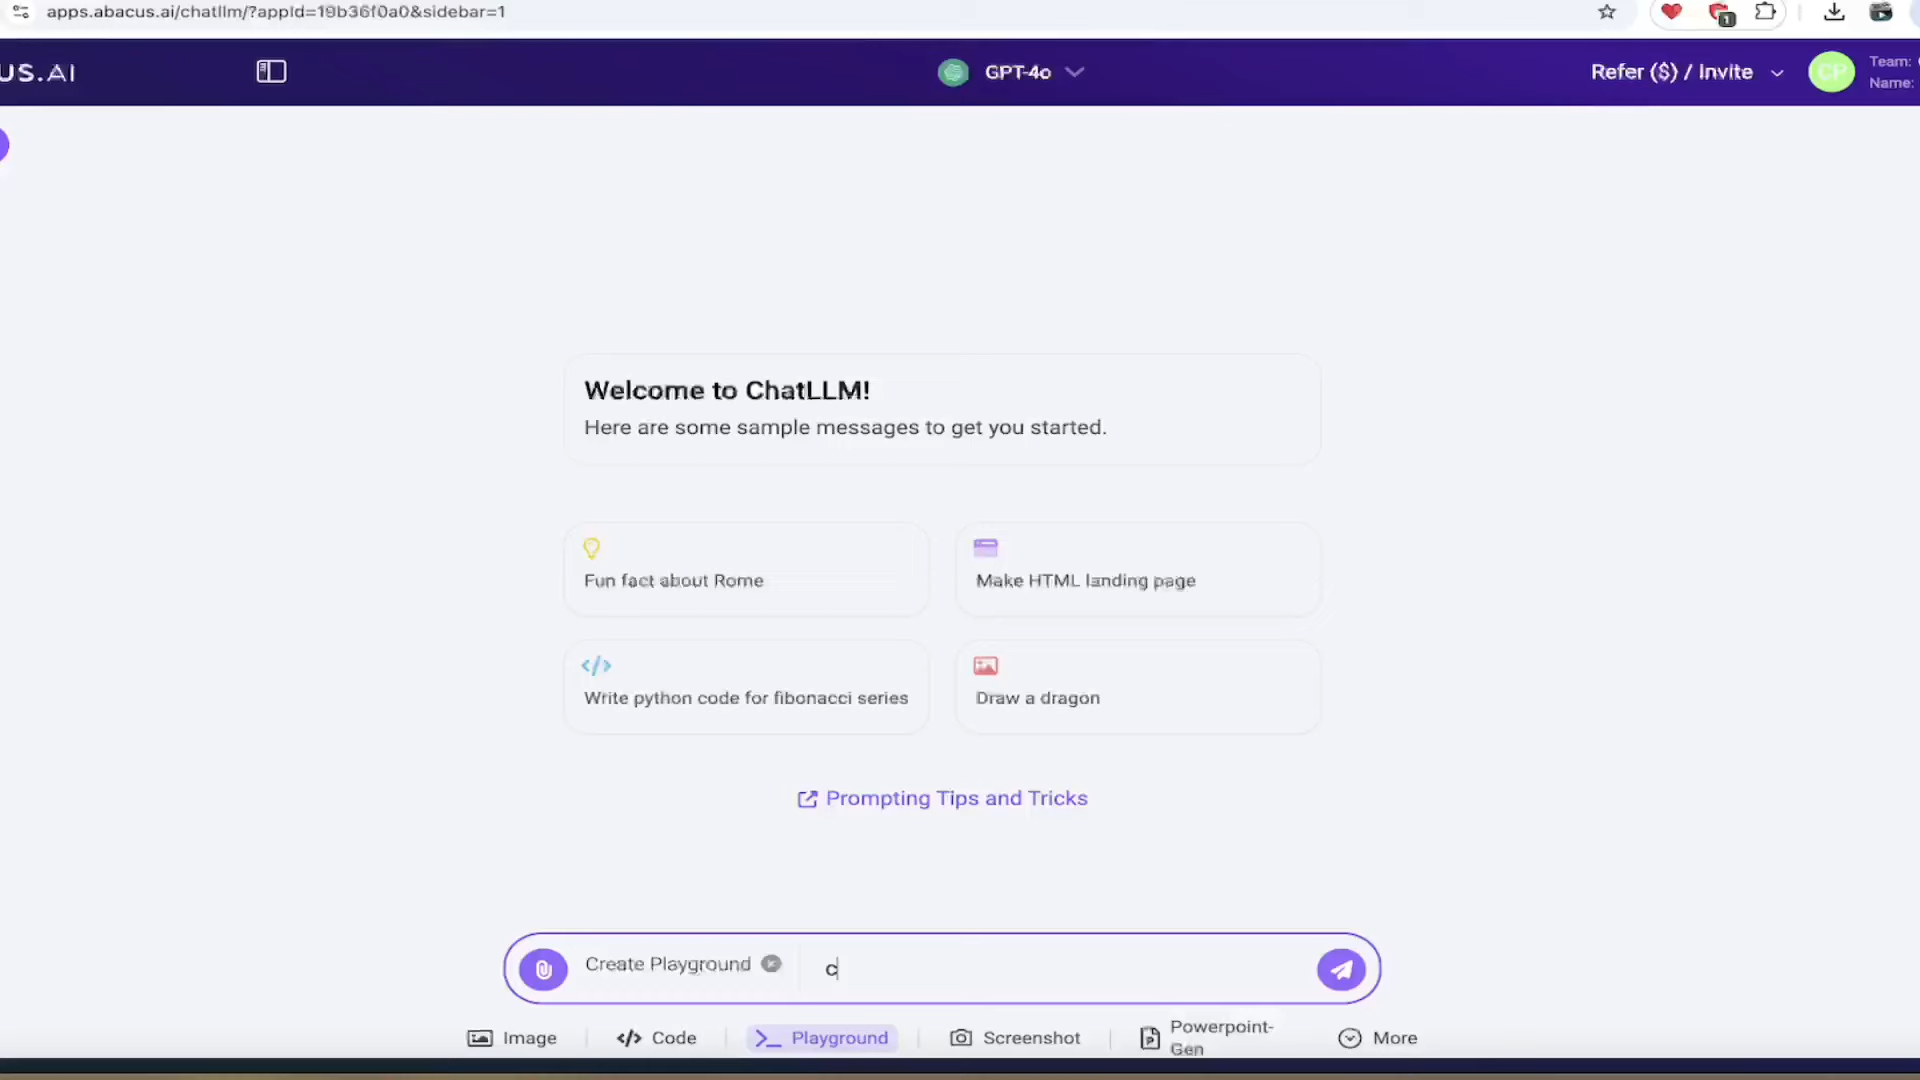 apps.abacus.ai/chatllm/?appId=19b36f0a0&sidebar=1
1
US.AI
GPT-4o
Refer ($) / Invite
CP
Team:
Name:
Welcome to ChatLLM!
Here are some sample messages to get you started.
Fun fact about Rome
Make HTML landing page
Write python code for fibonacci series
Draw a dragon
Prompting Tips and Tricks
Create Playground
c
Image
Code
Playground
Screenshot
Powerpoint-
Gen
More